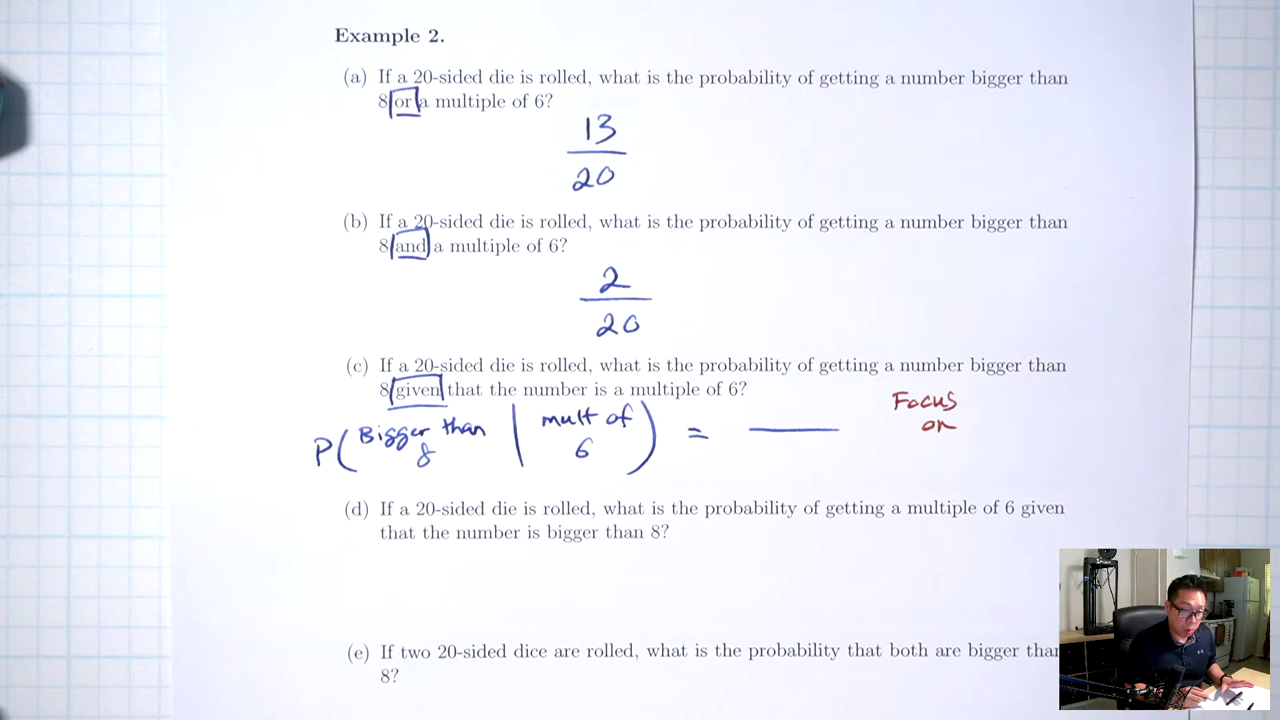 Example 2.
(a) If a 20-sided die is rolled, what is the probability of getting a number bigger than
8 or a multiple of 6?
13
20
(b) If a 20-sided die is rolled, what is the probability of getting a number bigger than
8 and a multiple of 6?
2
20
(c) If a 20-sided die is rolled, what is the probability of getting a number bigger than
8 given that the number is a multiple of 6?
P( Bigger than 8 | mult of 6 ) =
Focus
on
(d) If a 20-sided die is rolled, what is the probability of getting a multiple of 6 given
that the number is bigger than 8?
(e) If two 20-sided dice are rolled, what is the probability that both are bigger than
8?